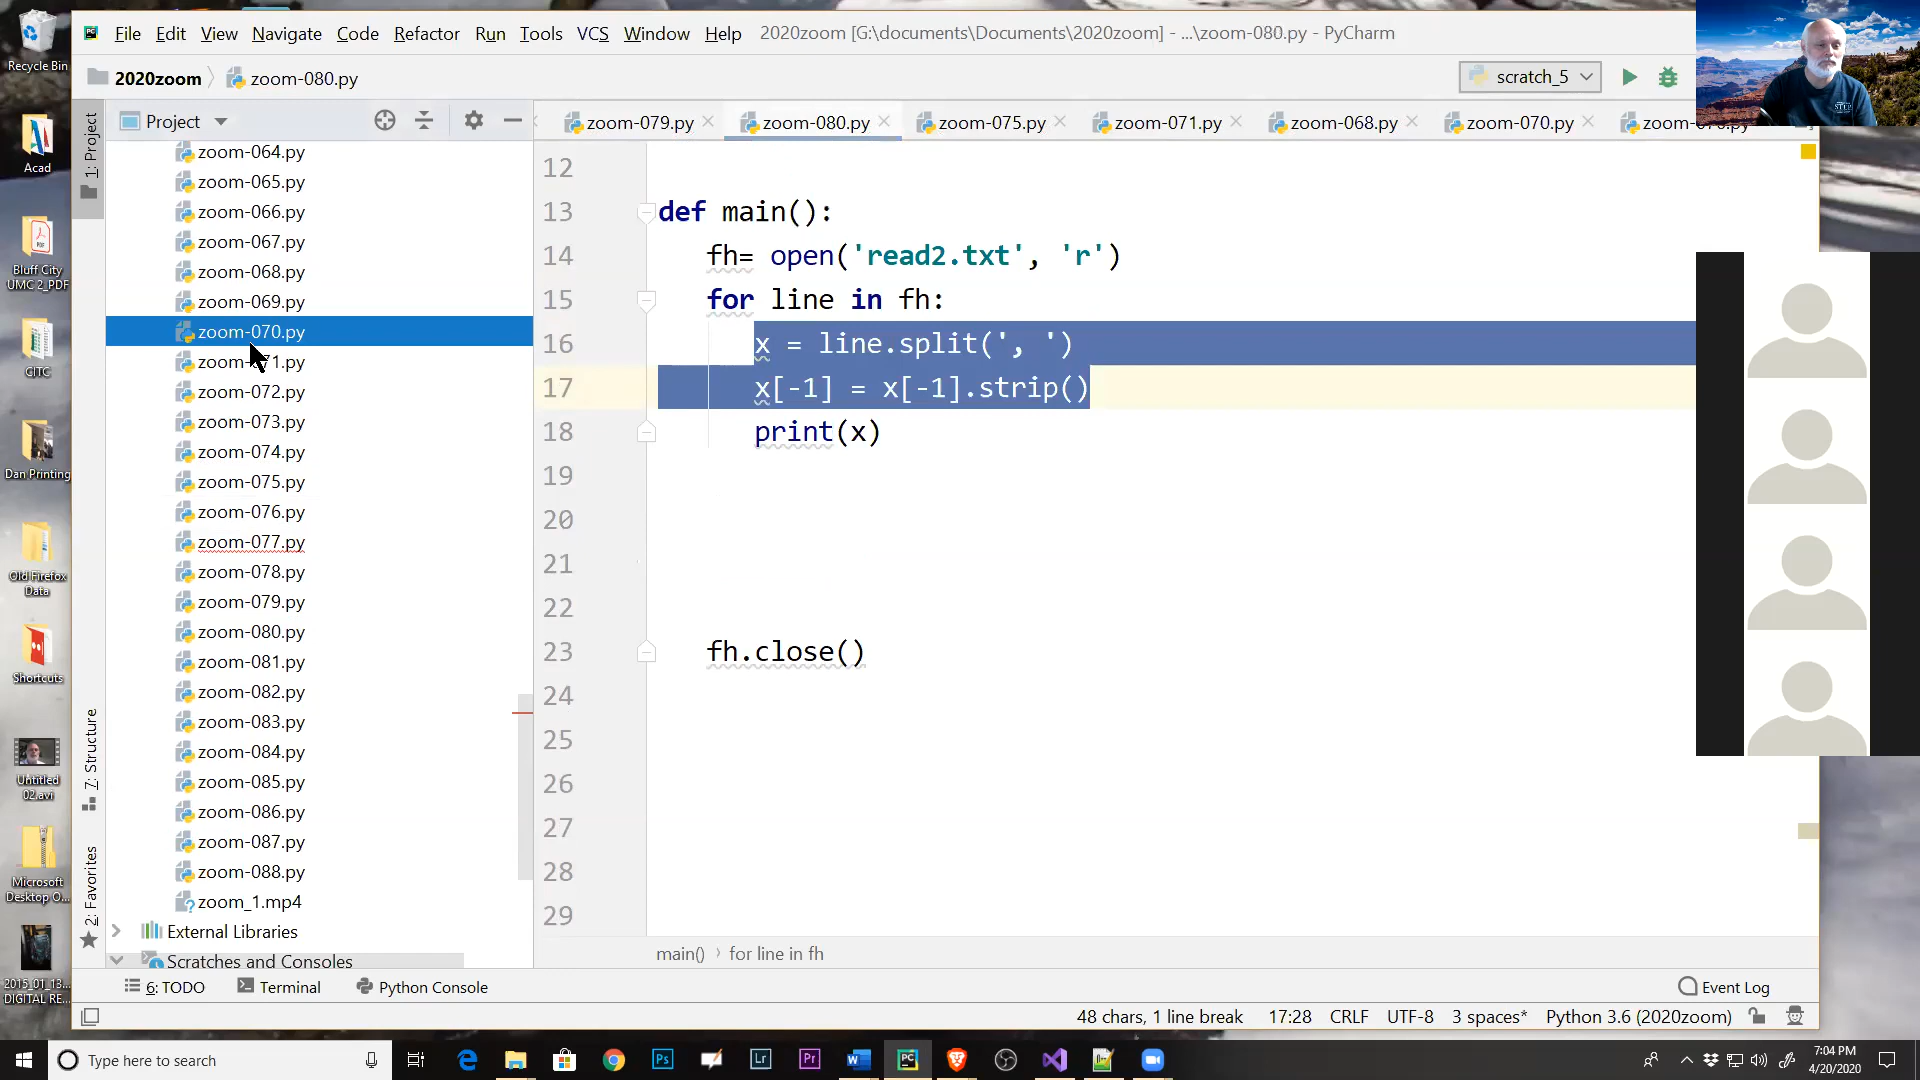 File Edit View Navigate Code Refactor Run Tools VCS Window Help 2020zoom [G:\documents\Documents\2020zoom] - ...\zoom-080.py - PyCharm
2020zoom zoom-080.py
scratch_5
Project
zoom-079.py zoom-080.py zoom-075.py zoom-071.py zoom-068.py zoom-070.py
1: Project
7: Structure
2: Favorites
zoom-064.py
zoom-065.py
zoom-066.py
zoom-067.py
zoom-068.py
zoom-069.py
zoom-070.py
zoom-071.py
zoom-072.py
zoom-073.py
zoom-074.py
zoom-075.py
zoom-076.py
zoom-077.py
zoom-078.py
zoom-079.py
zoom-080.py
zoom-081.py
zoom-082.py
zoom-083.py
zoom-084.py
zoom-085.py
zoom-086.py
zoom-087.py
zoom-088.py
zoom_1.mp4
External Libraries
Scratches and Consoles
12
13 def main():
14 fh= open('read2.txt', 'r')
15 for line in fh:
16 x = line.split(', ')
17 x[-1] = x[-1].strip()
18 print(x)
19
20
21
22
23 fh.close()
24
25
26
27
28
29
main() › for line in fh
6: TODO Terminal Python Console Event Log
48 chars, 1 line break 17:28 CRLF UTF-8 3 spaces* Python 3.6 (2020zoom)
Recycle Bin
Acad
Bluff City
UMC 2_PDF
CITC
Dan Printing
Old Firefox
Data
Shortcuts
Untitled
02.avi
Microsoft
Desktop O...
2015_01_13...
DIGITAL RE...
Type here to search
7:04 PM
4/20/2020